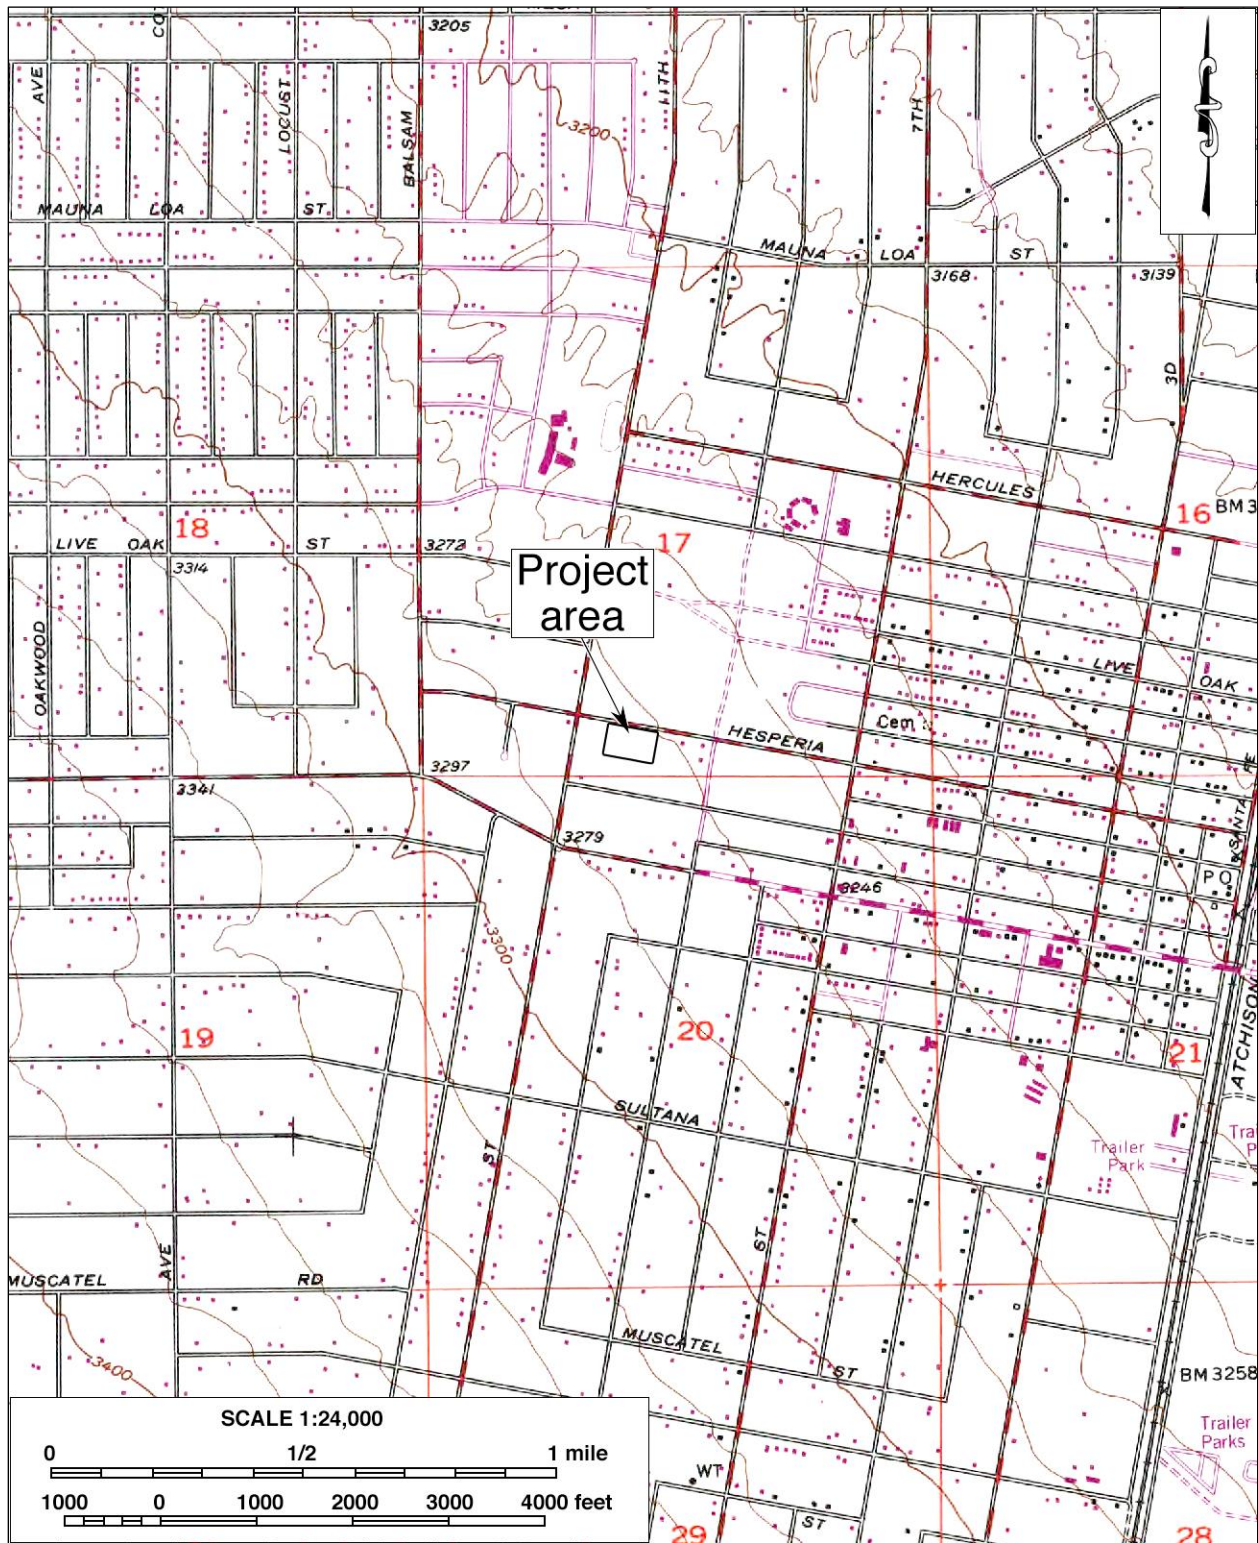 3205
AVE
LOCUST
BALSAM
11TH
7TH
3200
MAUNA LOA ST
MAUNA LOA ST
3168
3139
3D
HERCULES
16
BM 3
18
17
LIVE OAK ST
3272
3314
Project
area
OAKWOOD
LIVE OAK
Cem
HESPERIA
3297
3341
3279
3246
SANTA FE
PO
3300
ATCHISON
19
20
21
SULTANA
ST
Trailer
Park
ST
AVE
MUSCATEL RD
MUSCATEL ST
3400
BM 3258
Trailer
Parks
SCALE 1:24,000
0 1/2 1 mile
1000 0 1000 2000 3000 4000 feet
WT
ST
29
28